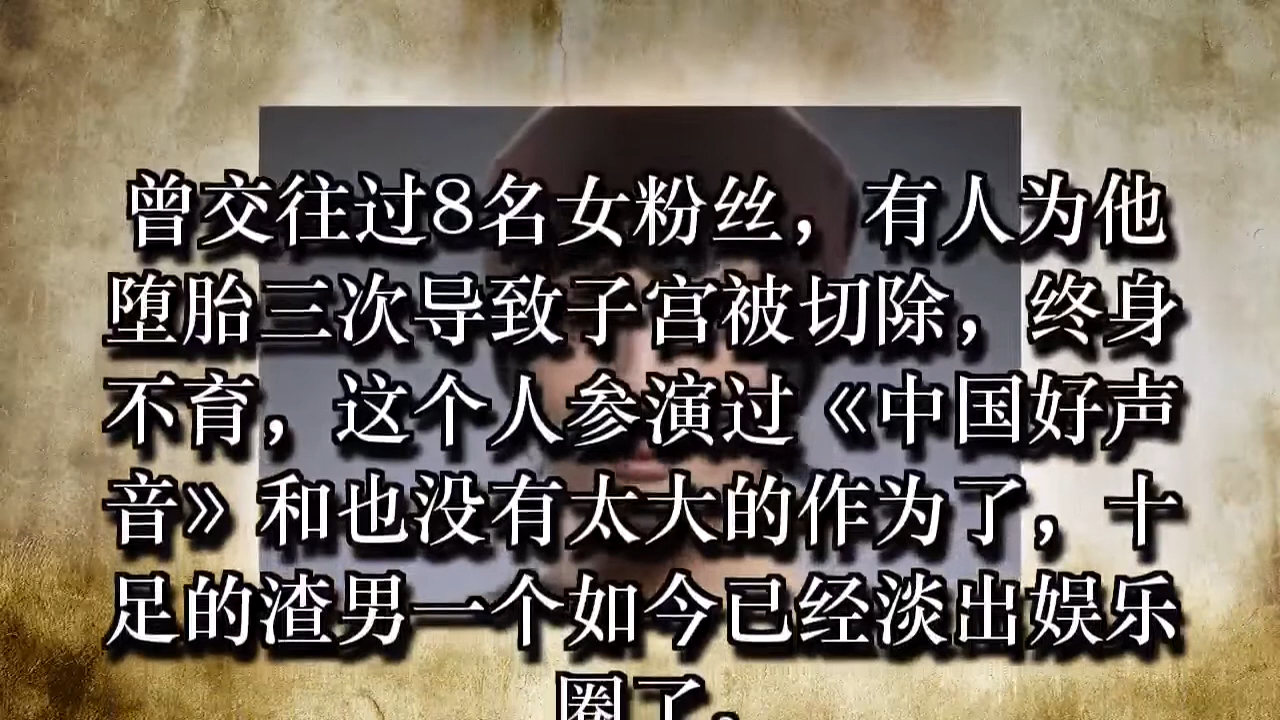 曾交往过8名女粉丝，有人为他
堕胎三次导致子宫被切除，终身
不育，这个人参演过《中国好声
音》和也没有太大的作为了，十
足的渣男一个如今已经淡出娱乐
圈了。